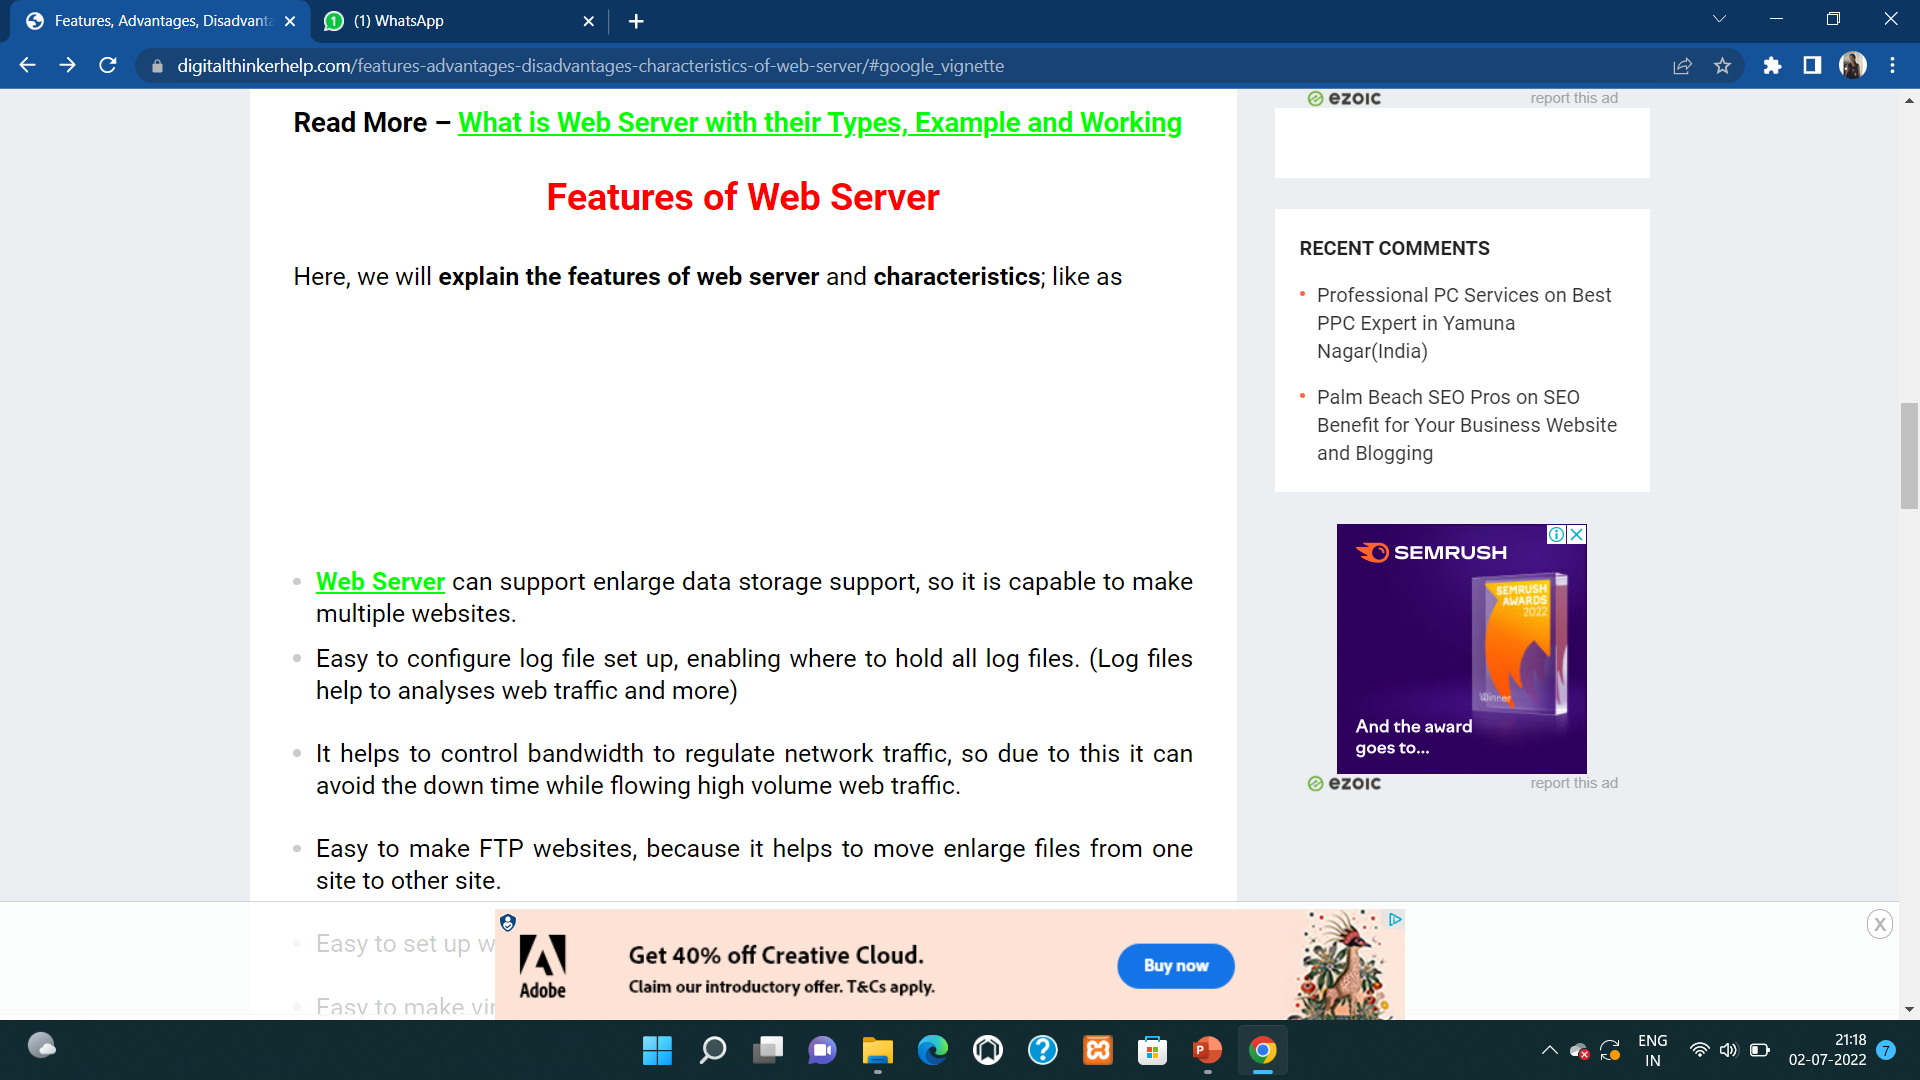 Features, Advantages, Disadvanta
(1) WhatsApp
digitalthinkerhelp.com/features-advantages-disadvantages-characteristics-of-web-server/#google_vignette
Read More – What is Web Server with their Types, Example and Working
Features of Web Server
Here, we will explain the features of web server and characteristics; like as
Web Server can support enlarge data storage support, so it is capable to make
multiple websites.
Easy to configure log file set up, enabling where to hold all log files. (Log files
help to analyses web traffic and more)
It helps to control bandwidth to regulate network traffic, so due to this it can
avoid the down time while flowing high volume web traffic.
Easy to make FTP websites, because it helps to move enlarge files from one
site to other site.
Easy to set up w
Easy to make vir
ezoic
report this ad
RECENT COMMENTS
Professional PC Services on Best
PPC Expert in Yamuna
Nagar(India)
Palm Beach SEO Pros on SEO
Benefit for Your Business Website
and Blogging
SEMRUSH
SEMRUSH
AWARDS
2022
Winner
And the award
goes to...
ezoic
report this ad
Adobe
Get 40% off Creative Cloud.
Claim our introductory offer. T&Cs apply.
Buy now
X
ENG
IN
21:18
02-07-2022
7